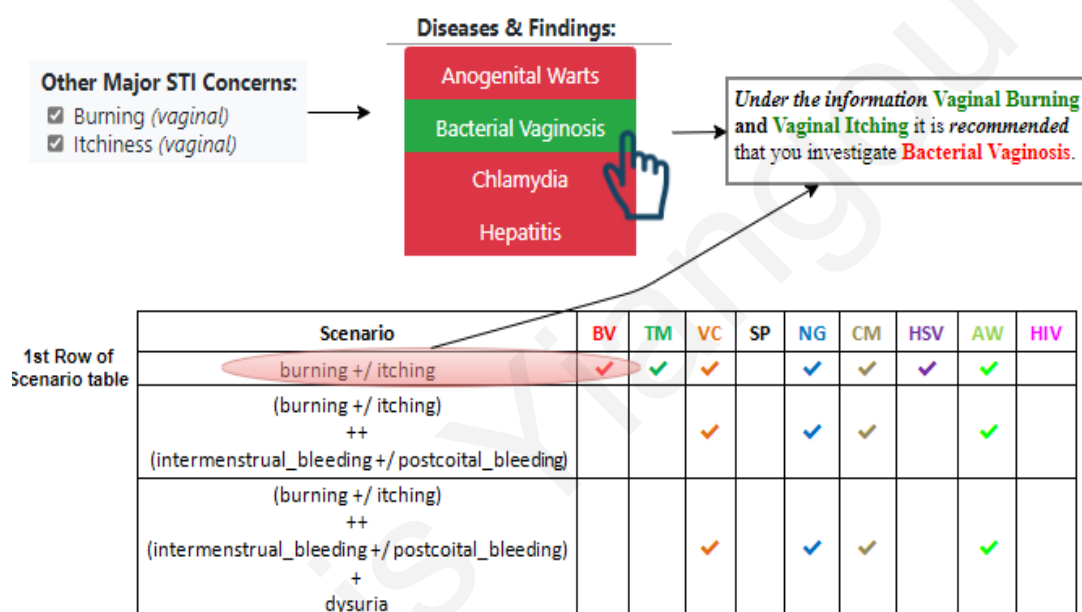 Diseases & Findings:
Other Major STI Concerns:
Burning (vaginal)
Itchiness (vaginal)
Anogenital Warts
Bacterial Vaginosis
Chlamydia
Hepatitis
Under the information Vaginal Burning
and Vaginal Itching it is recommended
that you investigate Bacterial Vaginosis.
Scenario BV TM VC SP NG CM HSV AW HIV
1st Row of
Scenario table
burning +/ itching ✓ ✓ ✓ ✓ ✓ ✓ ✓
(burning +/ itching)
++
(intermenstrual_bleeding +/ postcoital_bleeding) ✓ ✓ ✓ ✓
(burning +/ itching)
++
(intermenstrual_bleeding +/ postcoital_bleeding) ✓ ✓ ✓ ✓
+
dysuria